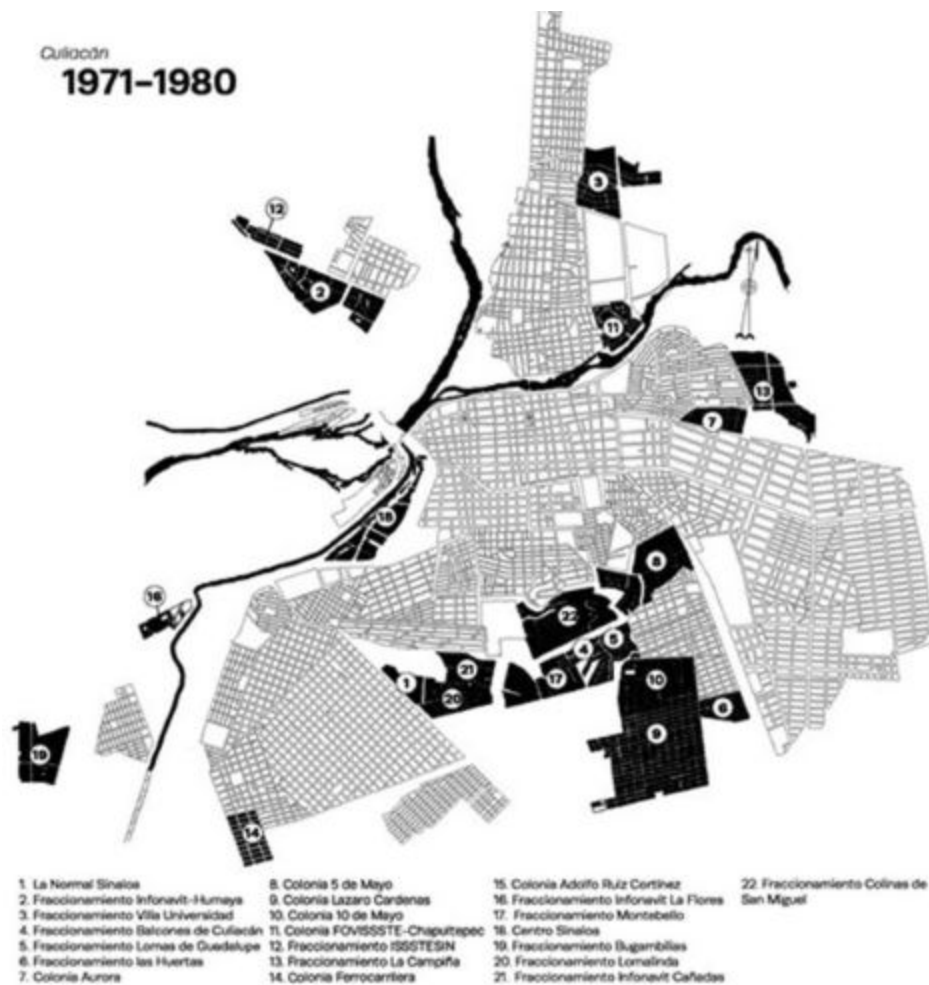 Culiacán
1971–1980
12
3
2
11
13
7
18
8
16
22
5
4
21
1
17
10
20
6
9
19
14
1. La Normal Sinaloa
2. Fraccionamiento Infonavit-Humaya
3. Fraccionamiento Villa Universidad
4. Fraccionamiento Balcones de Culiacán
5. Fraccionamiento Lomas de Guadalupe
6. Fraccionamiento las Huertas
7. Colonia Aurora
8. Colonia 5 de Mayo
9. Colonia Lazaro Cardenas
10. Colonia 10 de Mayo
11. Colonia FOVISSSTE-Chapultepec
12. Fraccionamiento ISSSTESIN
13. Fraccionamiento La Campiña
14. Colonia Ferrocarrilera
15. Colonia Adolfo Ruiz Cortinez
16. Fraccionamiento Infonavit La Flores
17. Fraccionamiento Montebello
18. Centro Sinaloa
19. Fraccionamiento Bugambilias
20. Fraccionamiento Lomalinda
21. Fraccionamiento Infonavit Cañadas
22. Fraccionamiento Colinas de
San Miguel